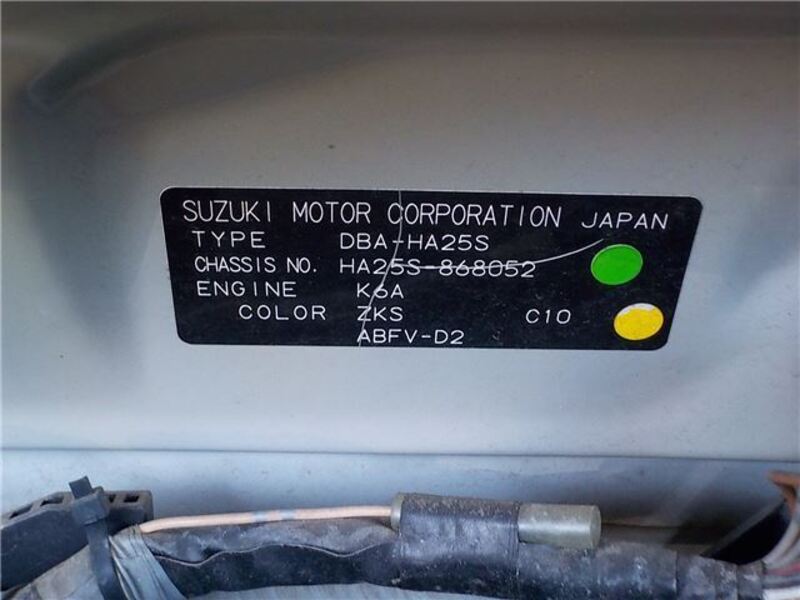 SUZUKI MOTOR CORPORATION JAPAN
TYPE DBA-HA25S
CHASSIS NO. HA25S-868052
ENGINE K6A
COLOR ZKS C10
ABFV-D2